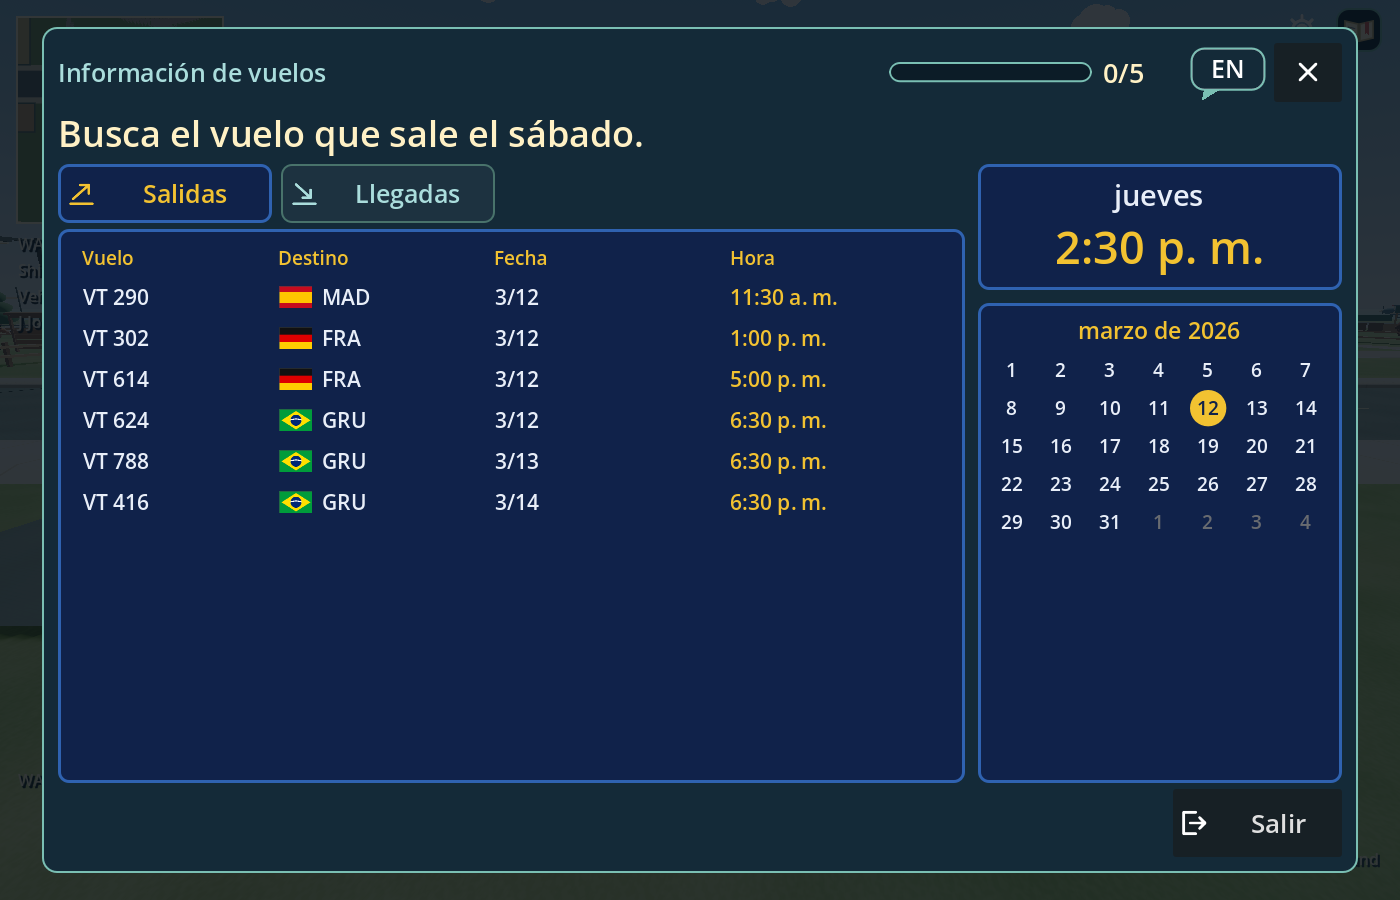 Información de vuelos
0/5
EN
Busca el vuelo que sale el sábado.
Salidas
Llegadas
Vuelo Destino Fecha Hora
VT 290 MAD 3/12 11:30 a. m.
VT 302 FRA 3/12 1:00 p. m.
VT 614 FRA 3/12 5:00 p. m.
VT 624 GRU 3/12 6:30 p. m.
VT 788 GRU 3/13 6:30 p. m.
VT 416 GRU 3/14 6:30 p. m.
jueves
2:30 p. m.
marzo de 2026
1 2 3 4 5 6 7
8 9 10 11 12 13 14
15 16 17 18 19 20 21
22 23 24 25 26 27 28
29 30 31 1 2 3 4
Salir